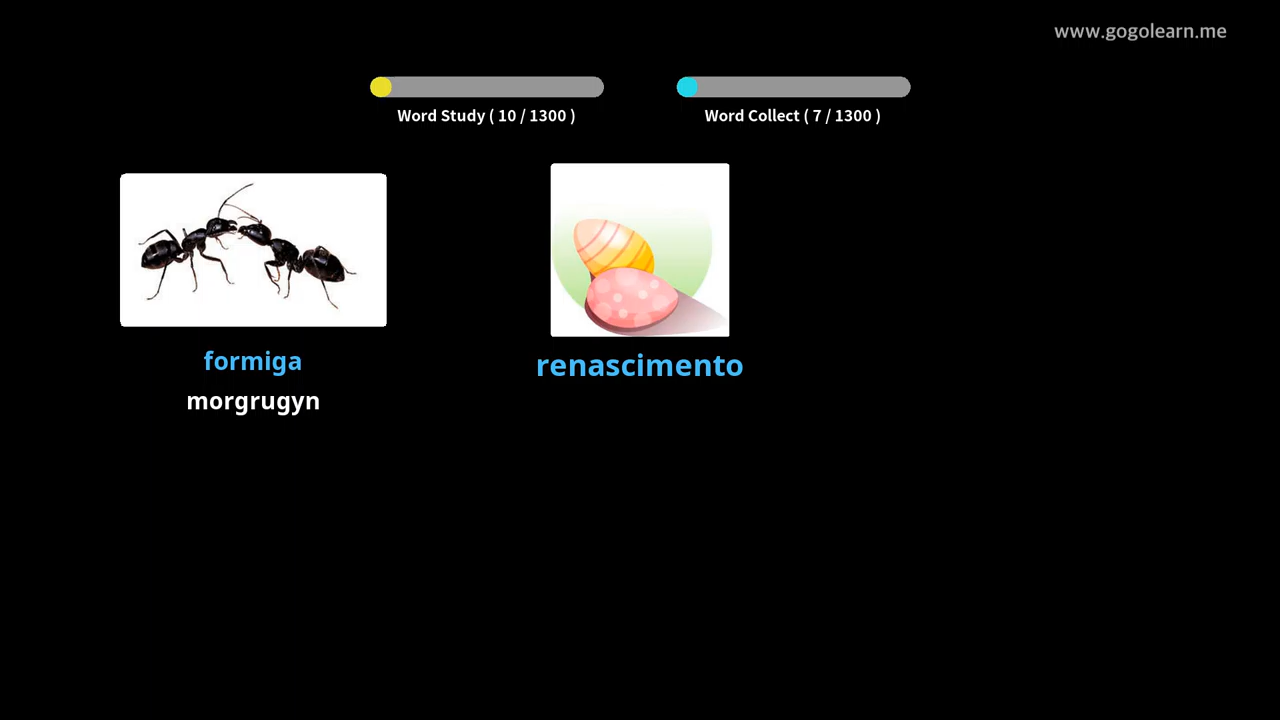 www.gogolearn.me
Word Study ( 10 / 1300 )
Word Collect ( 7 / 1300 )
formiga
morgrugyn
renascimento